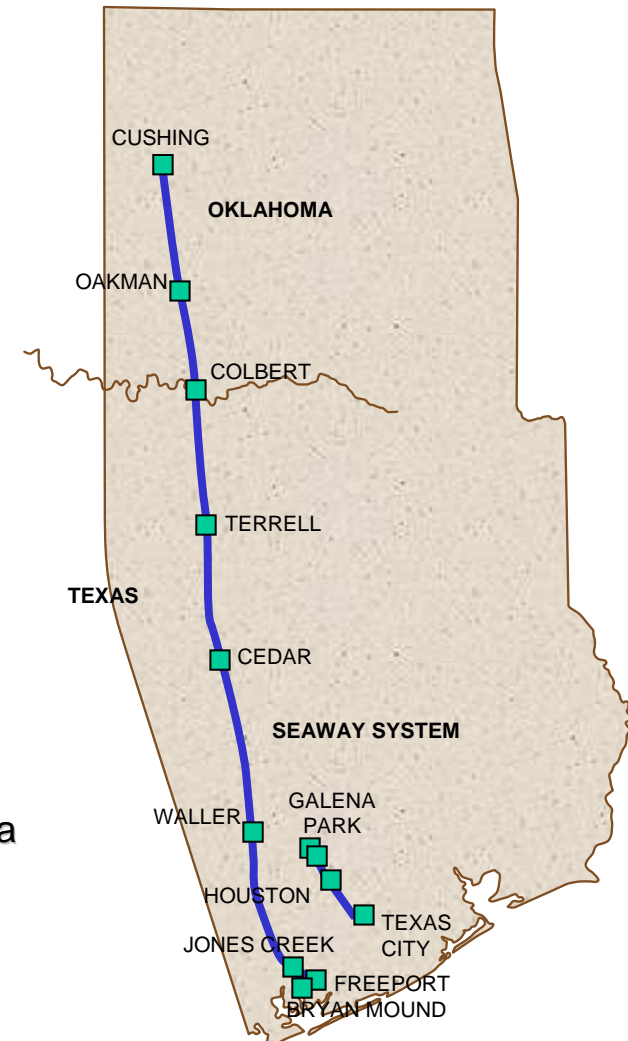 CUSHING
OKLAHOMA
OAKMAN
COLBERT
TERRELL
TEXAS
CEDAR
SEAWAY SYSTEM
WALLER
a
GALENA
PARK
HOUSTON
TEXAS
CITY
JONES CREEK
FREEPORT
BRYAN MOUND